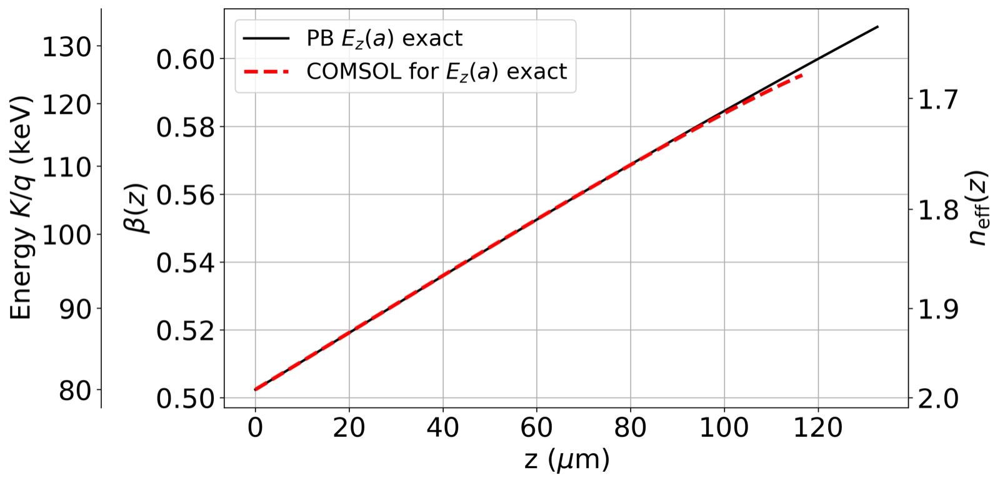 PB E_z(a) exact
COMSOL for E_z(a) exact
Energy K/q (keV)
130
120
110
100
90
80
β(z)
0.60
0.58
0.56
0.54
0.52
0.50
n_eff(z)
1.7
1.8
1.9
2.0
0 20 40 60 80 100 120
z (μm)